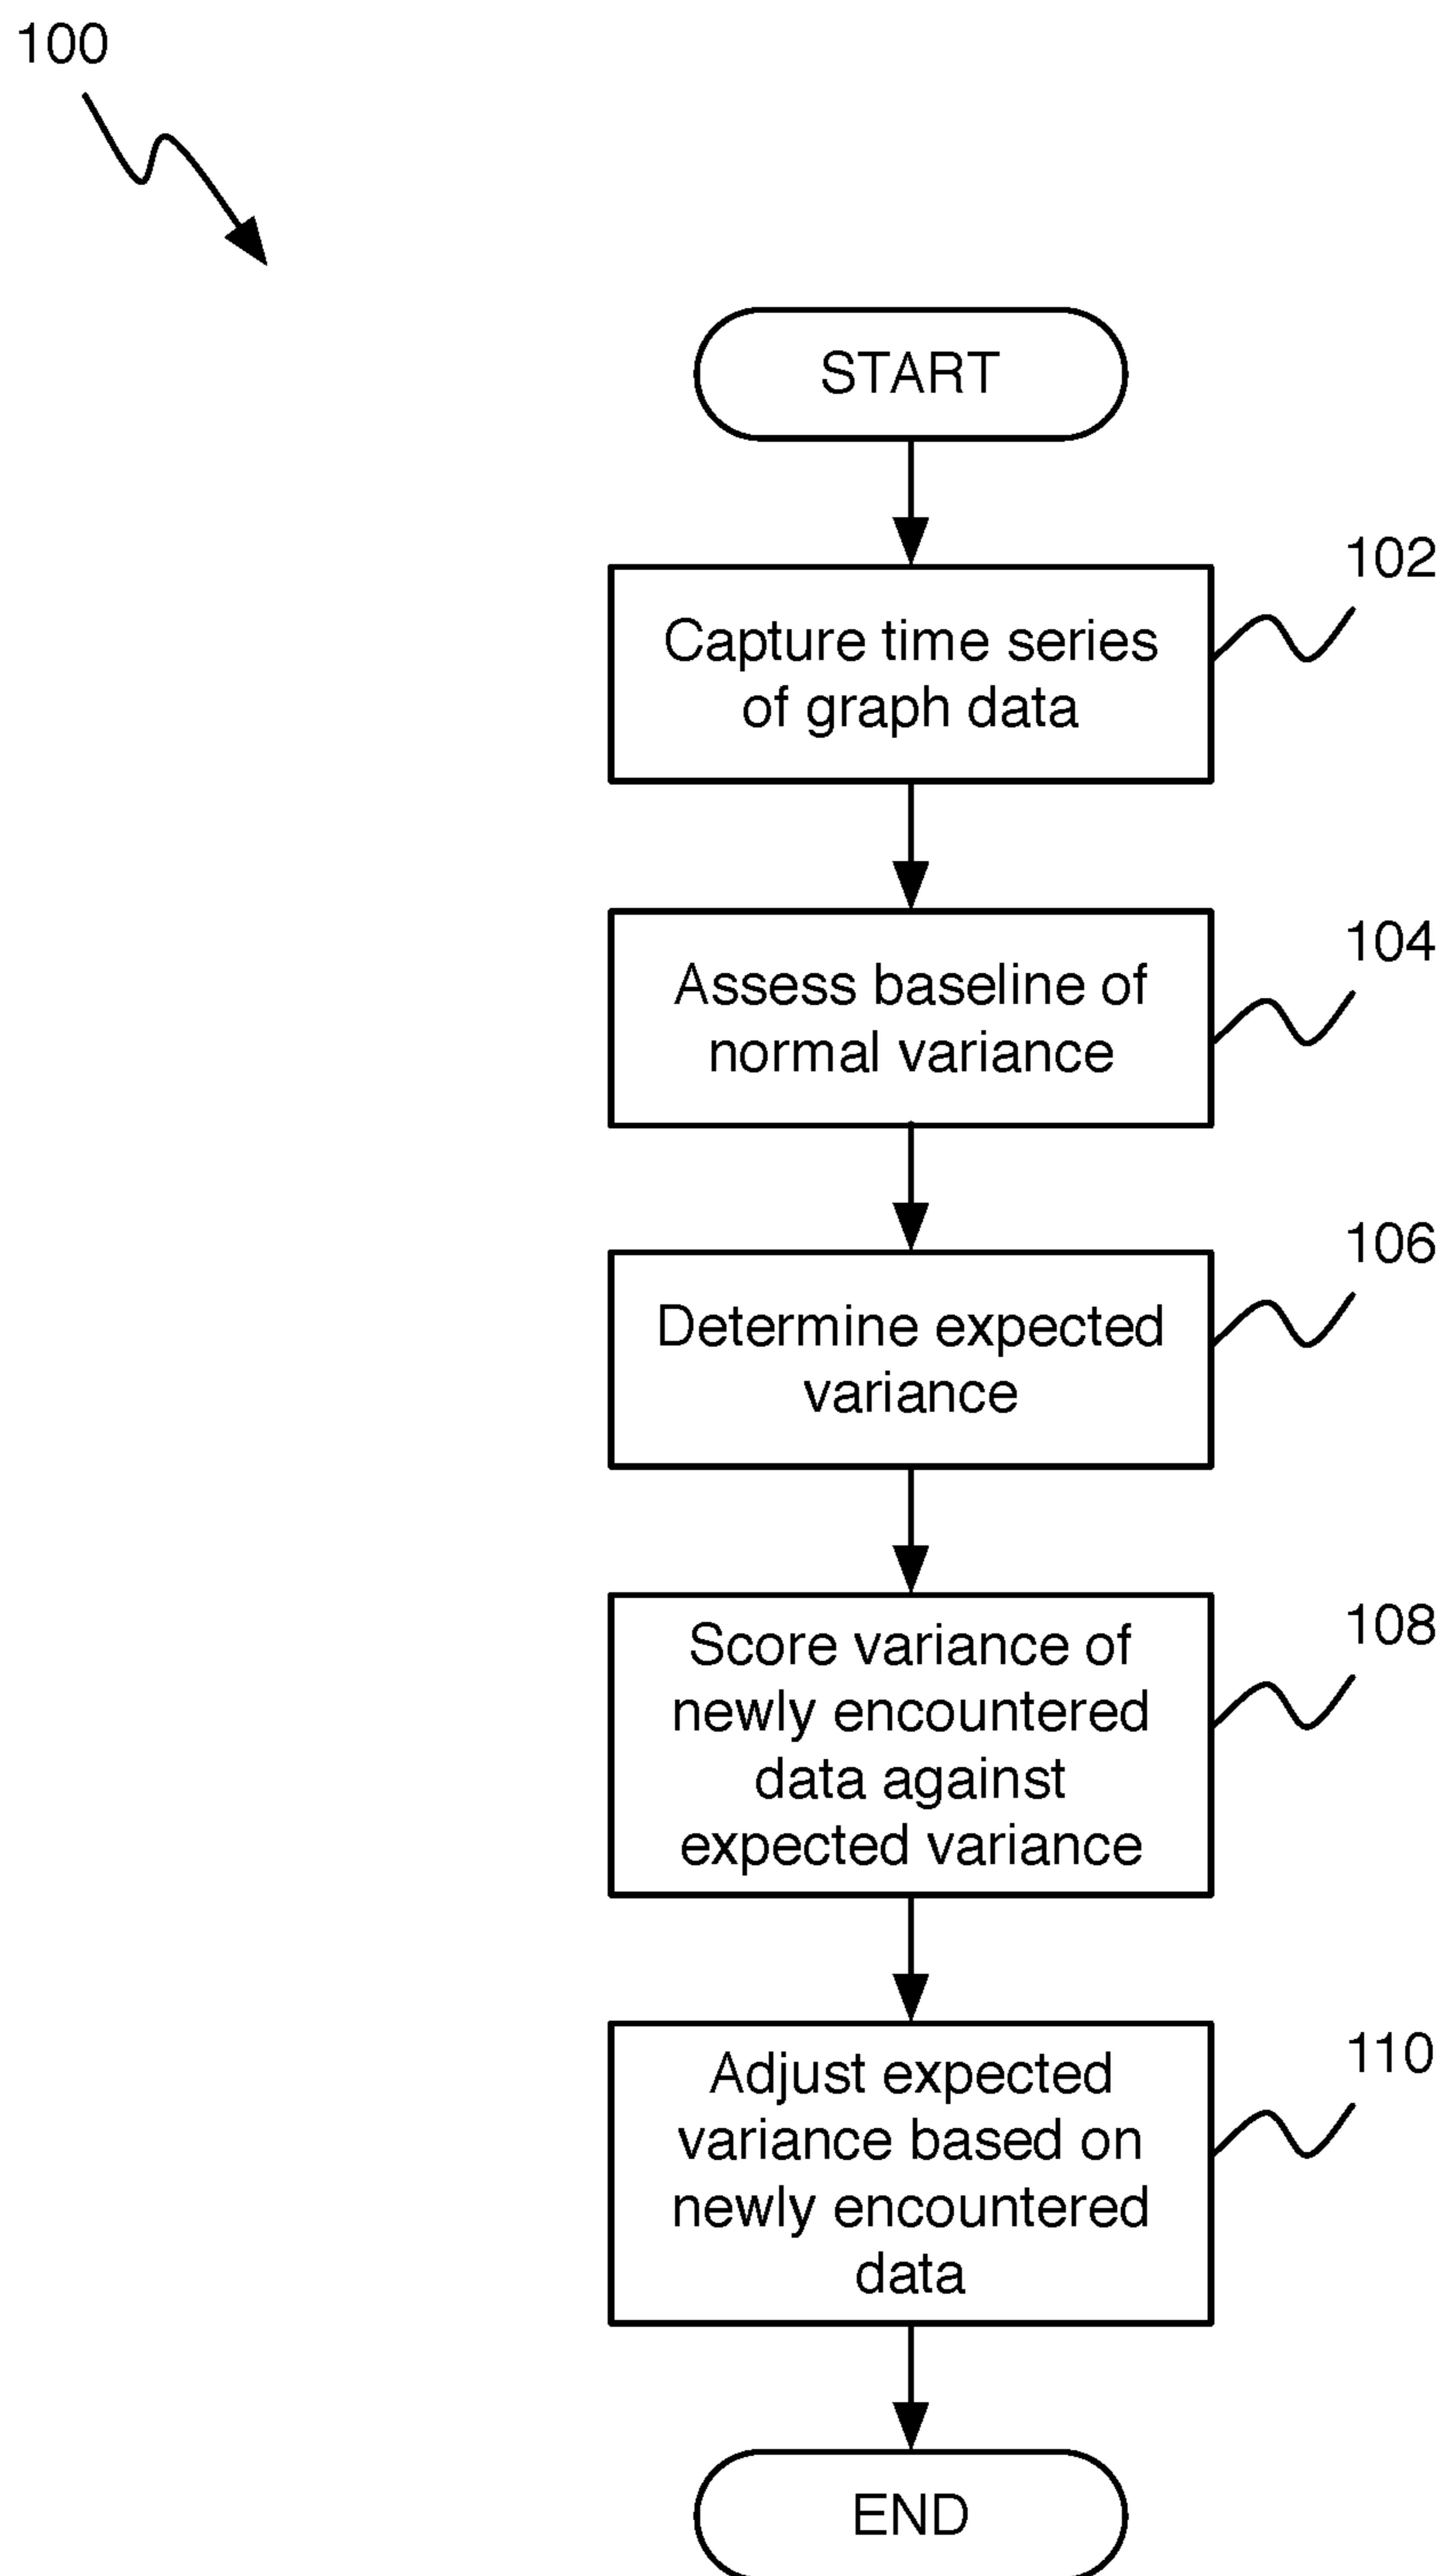 100
START
102
Capture time series
of graph data
104
Assess baseline of
normal variance
106
Determine expected
variance
108
Score variance of
newly encountered
data against
expected variance
110
Adjust expected
variance based on
newly encountered
data
END